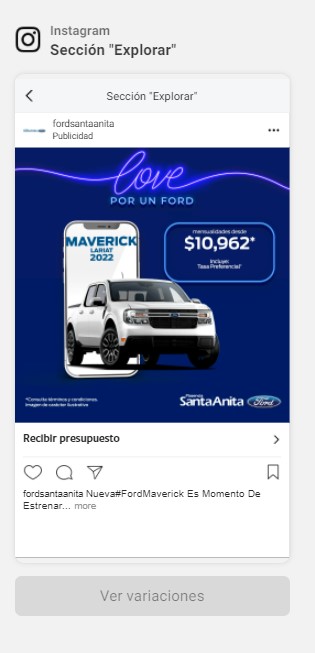 Instagram
Sección "Explorar"
Sección "Explorar"
fordsantaanita
Publicidad
love
POR UN FORD
MAVERICK
LARIAT
2022
mensualidades desde
$10,962*
Incluye:
Tasa Preferencial*
*Consulta términos y condiciones.
Imagen de carácter ilustrativo
SantaAnita Ford
Recibir presupuesto
fordsantaanita Nueva#FordMaverick Es Momento De
Estrenar... more
Ver variaciones